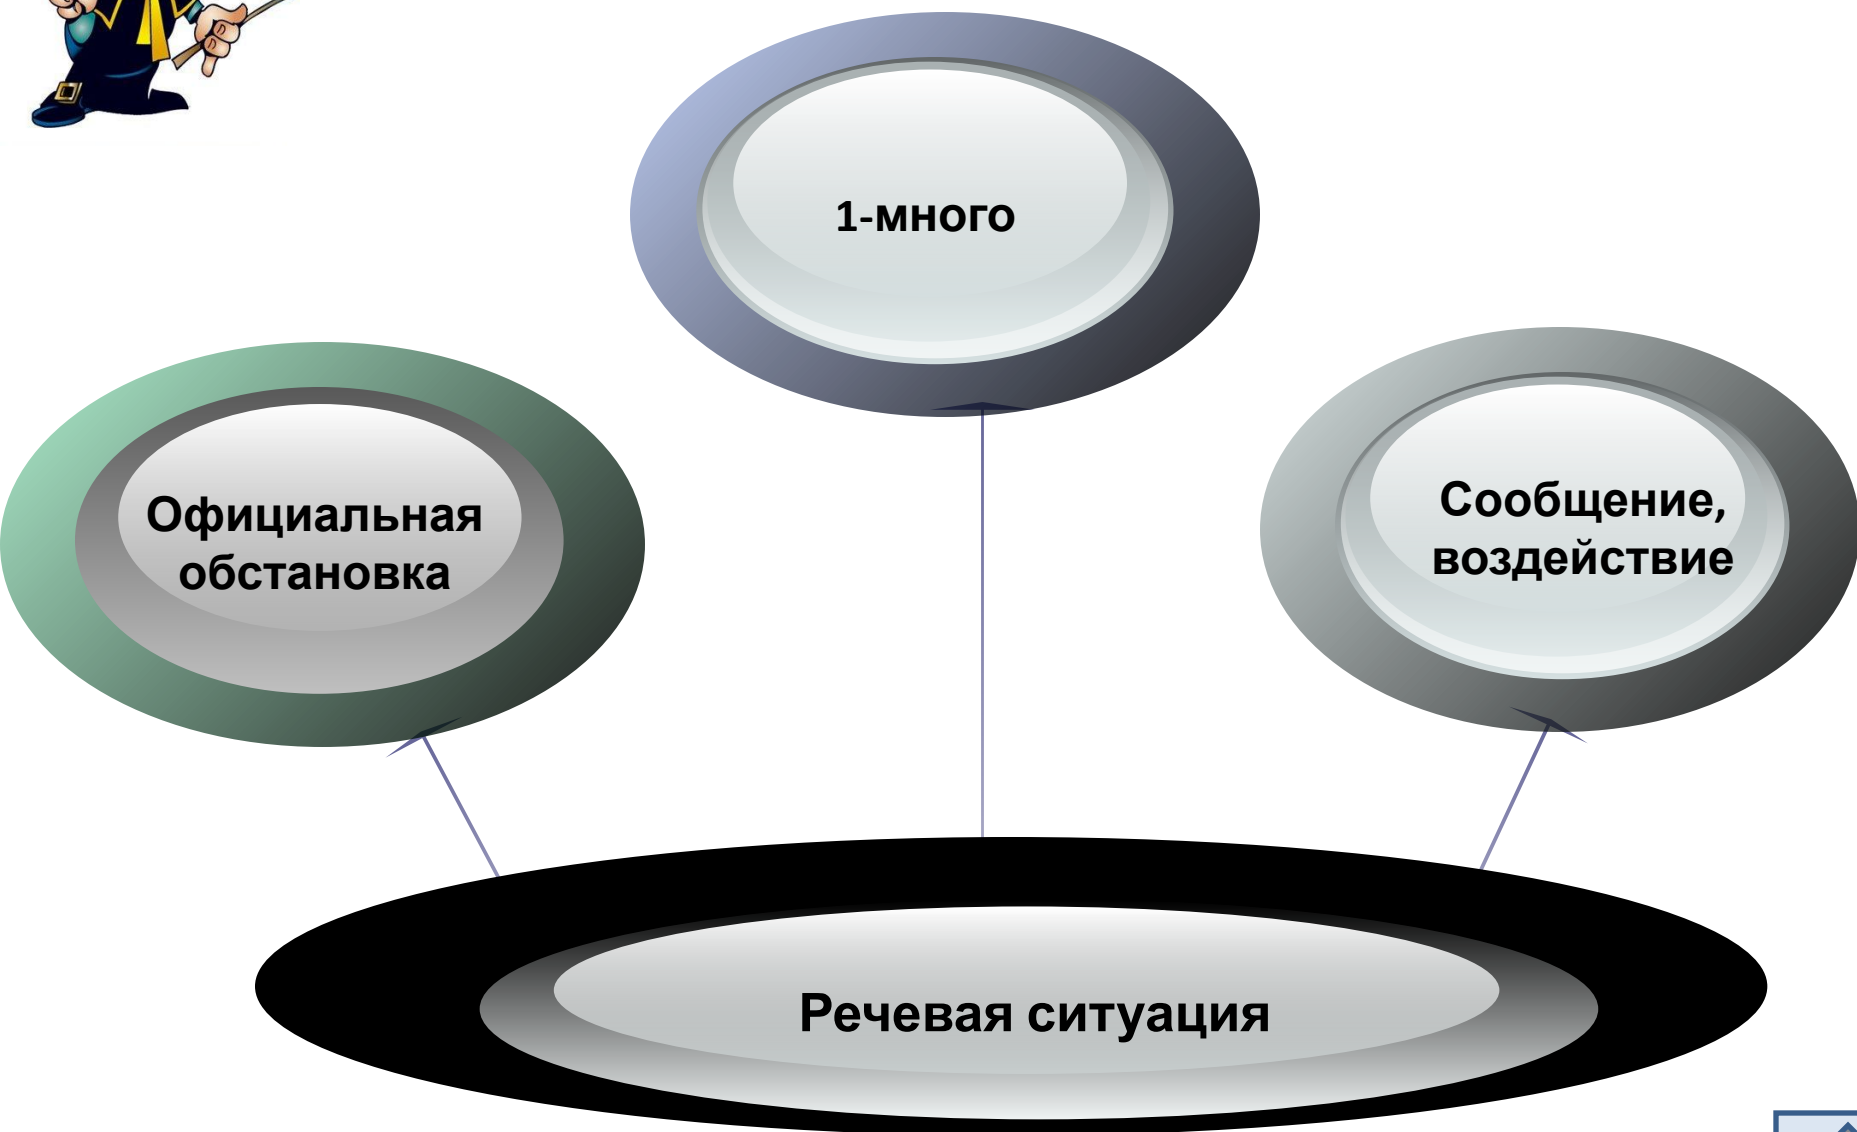 1-много
Официальная
обстановка
Сообщение,
воздействие
Речевая ситуация